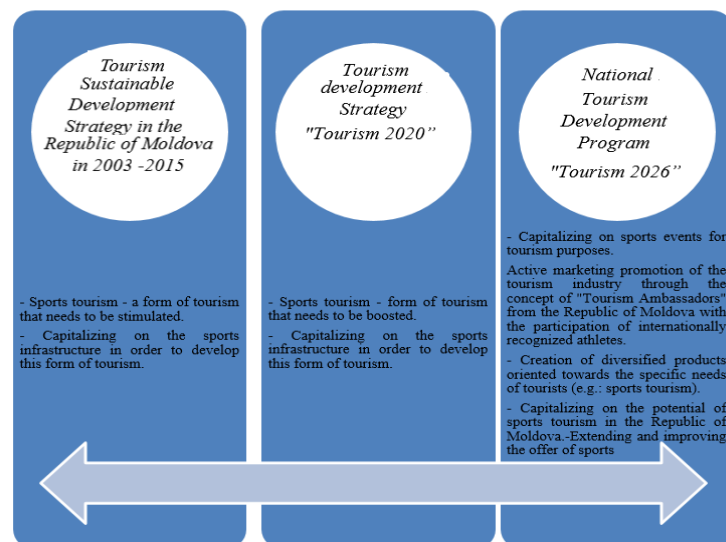 Tourism
Sustainable
Development
Strategy in the
Republic of Moldova
in 2003 -2015
- Sports tourism - a form of tourism
that needs to be stimulated.
- Capitalizing on the sports
infrastructure in order to develop
this form of tourism.
Tourism
development
Strategy
"Tourism 2020”
- Sports tourism - form of tourism
that needs to be boosted.
- Capitalizing on the sports
infrastructure in order to develop
this form of tourism.
National
Tourism
Development
Program
"Tourism 2026”
- Capitalizing on sports events for
tourism purposes.
Active marketing promotion of the
tourism industry through the
concept of "Tourism Ambassadors"
from the Republic of Moldova with
the participation of internationally
recognized athletes.
- Creation of diversified products
oriented towards the specific needs
of tourists (e.g.: sports tourism).
- Capitalizing on the potential of
sports tourism in the Republic of
Moldova.-Extending and improving
the offer of sports